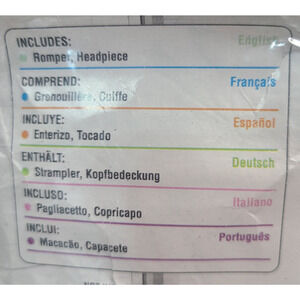 INCLUDES: English
Romper, Headpiece
COMPREND: Français
Grenouillère, Coiffe
INCLUYE: Español
Enterizo, Tocado
ENTHÄLT: Deutsch
Strampler, Kopfbedeckung
INCLUSO: Italiano
Pagliacetto, Copricapo
INCLUI: Português
Macacão, Capacete